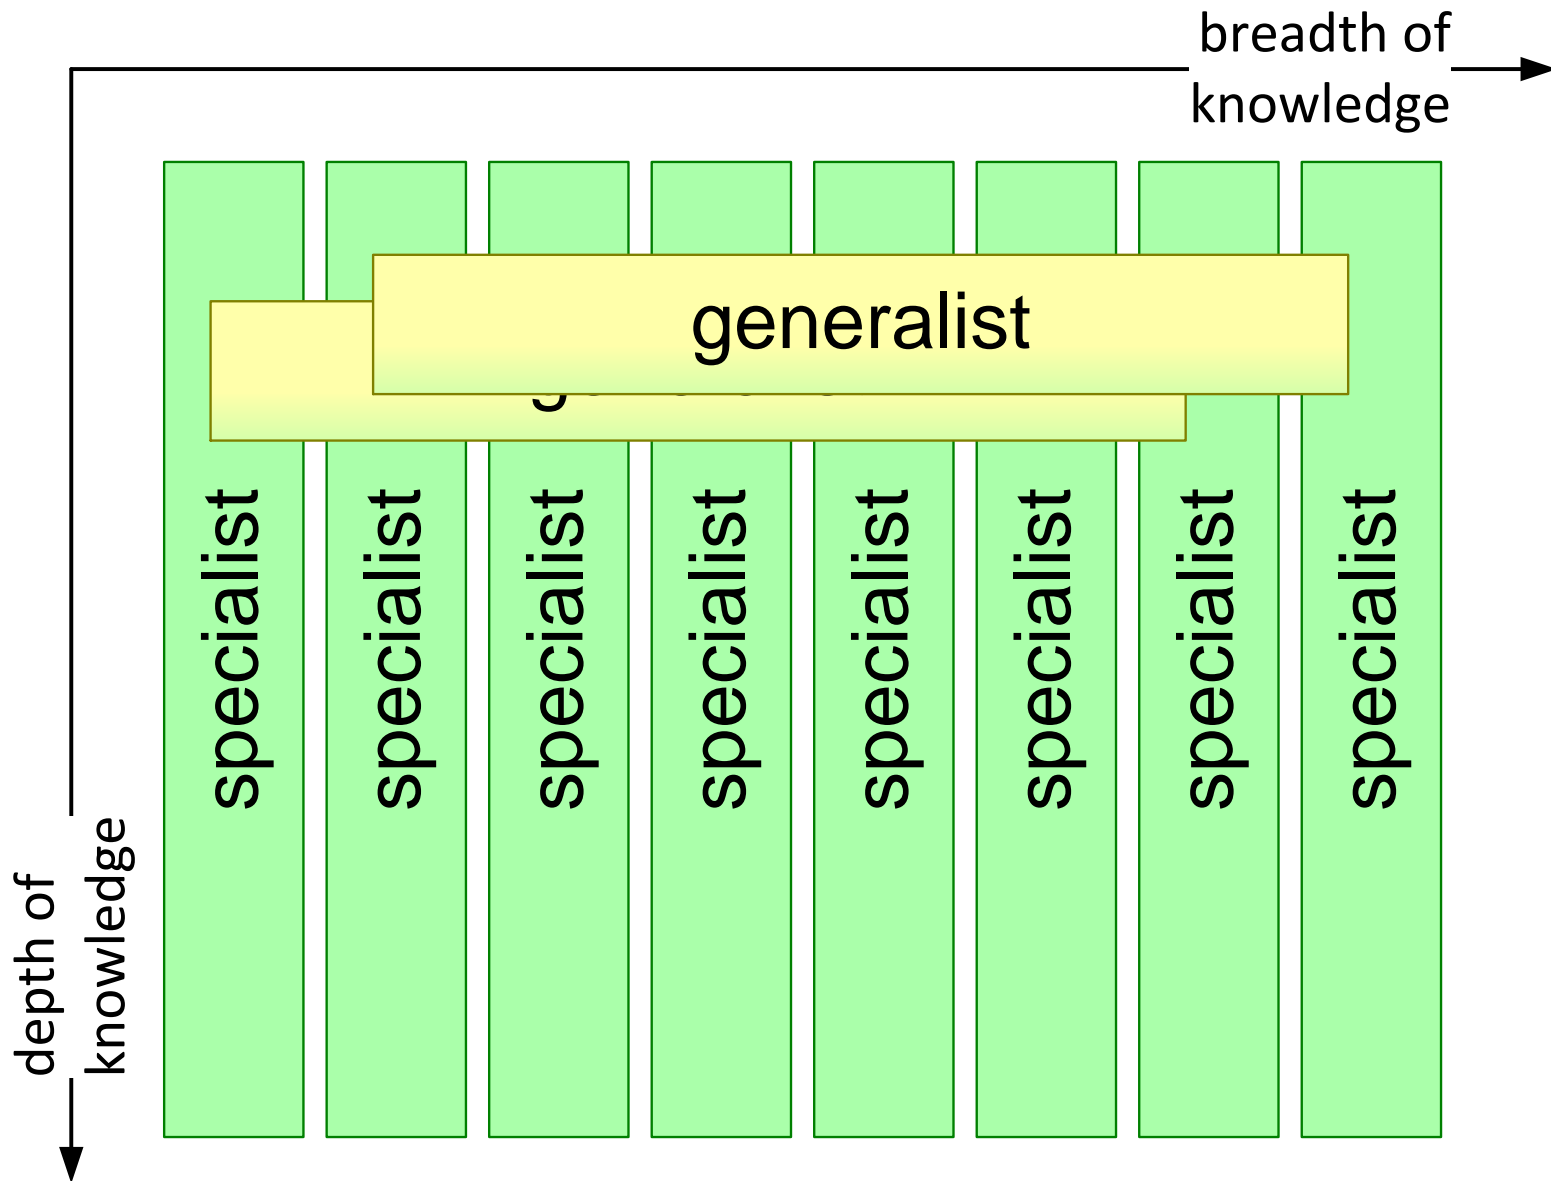 breadth of
knowledge
generalist
specialist
specialist
specialist
specialist
specialist
specialist
specialist
specialist
depth of
knowledge